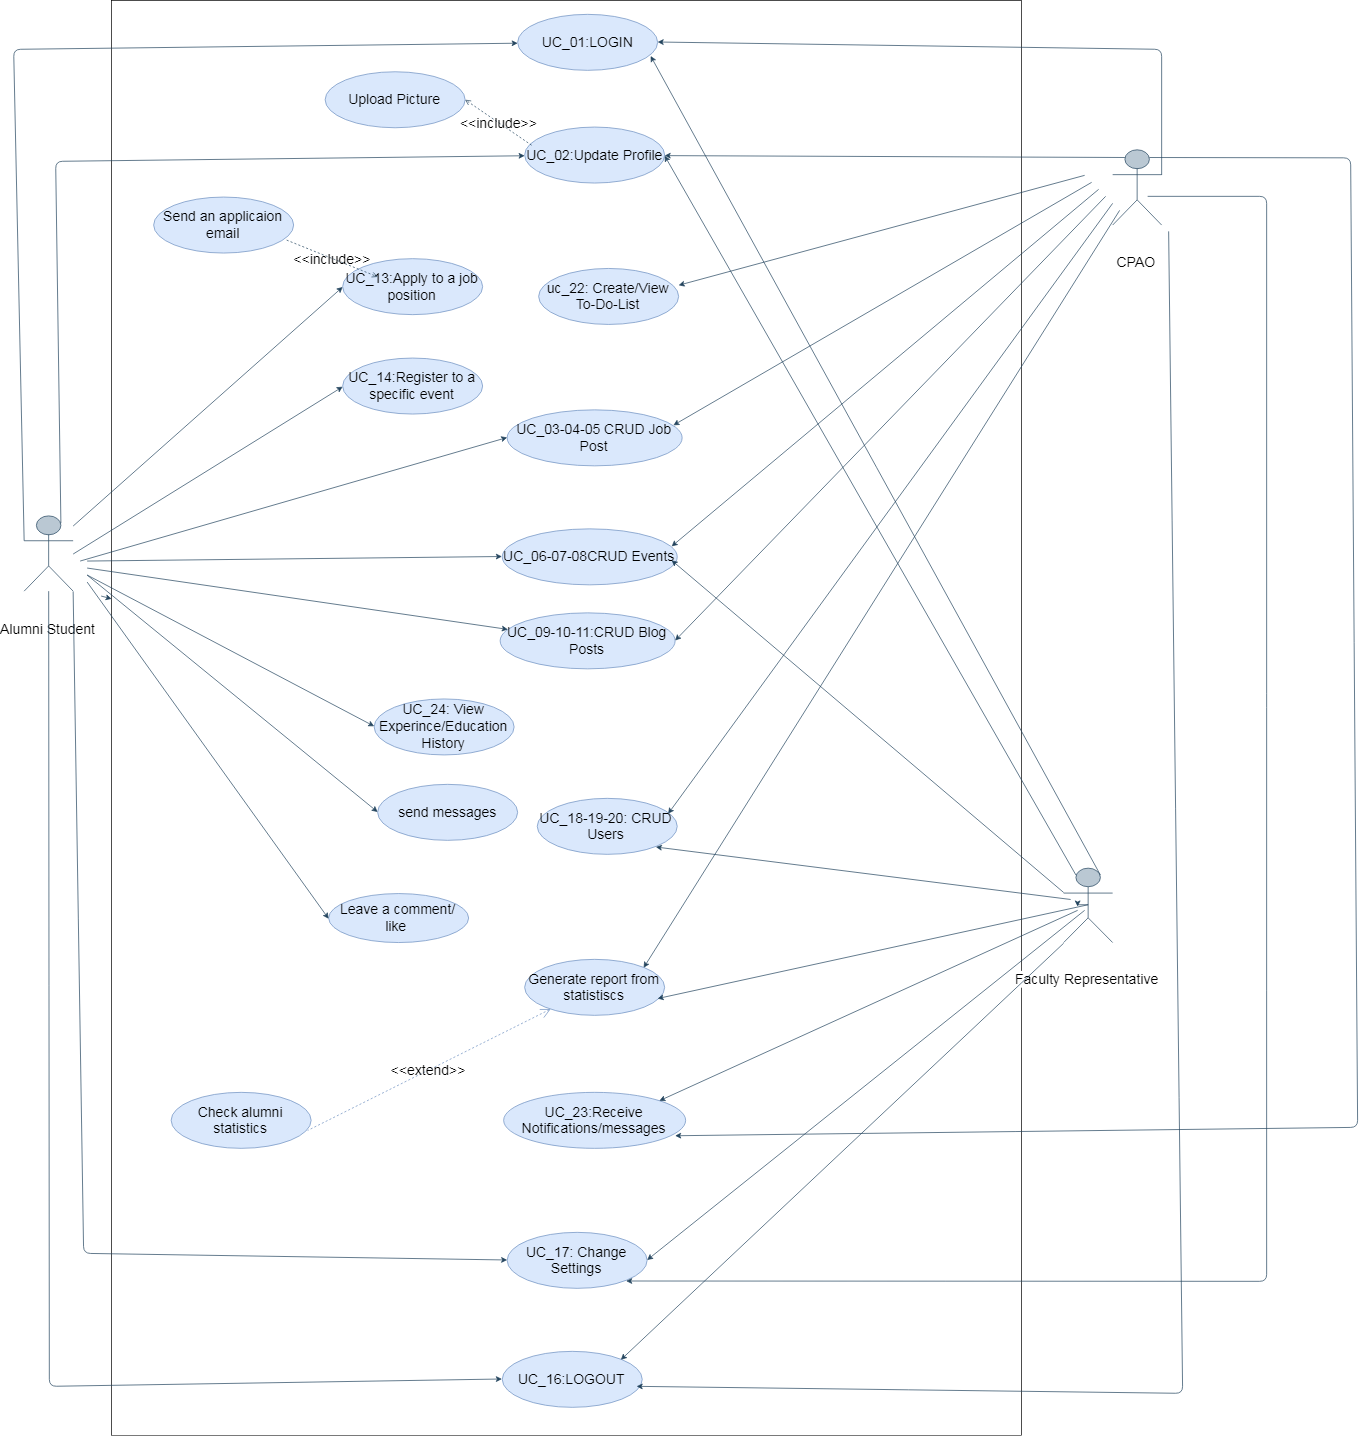 UC_01:LOGIN
Upload Picture
<<include>>
UC_02:Update Profile
Send an applicaion
email
<<include>>
UC_13:Apply to a job
position
CPAO
uc_22: Create/View
To-Do-List
UC_14:Register to a
specific event
UC_03-04-05 CRUD Job
Post
UC_06-07-08CRUD Events
Alumni Student
UC_09-10-11:CRUD Blog
Posts
UC_24: View
Experince/Education
History
send messages
UC_18-19-20: CRUD
Users
Leave a comment/
like
Generate report from
statistiscs
Faculty Representative
<<extend>>
Check alumni
statistics
UC_23:Receive
Notifications/messages
UC_17: Change
Settings
UC_16:LOGOUT